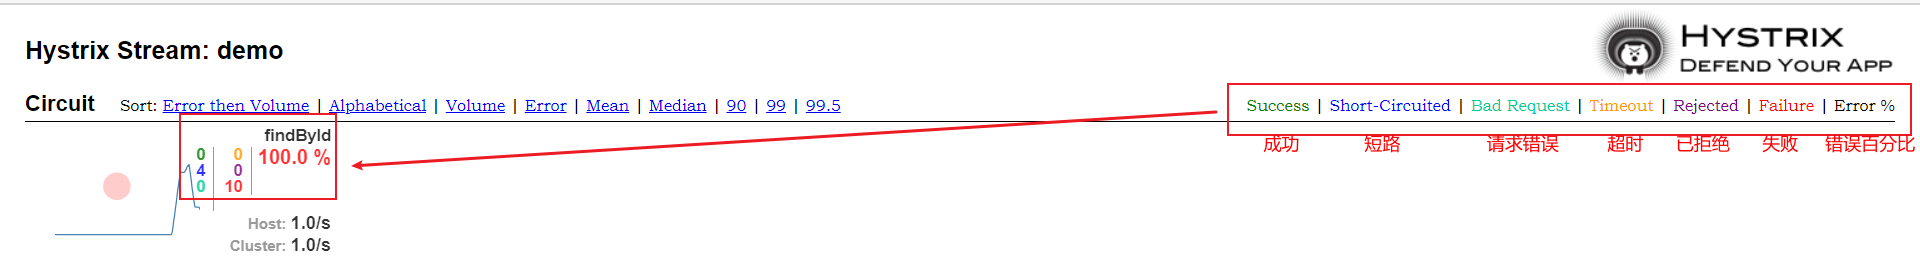 Hystrix Stream: demo
HYSTRIX
DEFEND YOUR APP
Circuit Sort: Error then Volume | Alphabetical | Volume | Error | Mean | Median | 90 | 99 | 99.5
Success | Short-Circuited | Bad Request | Timeout | Rejected | Failure | Error %
成功 短路 请求错误 超时 已拒绝 失败 错误百分比
findById
0 0 100.0 %
4 0
0 10
Host: 1.0/s
Cluster: 1.0/s